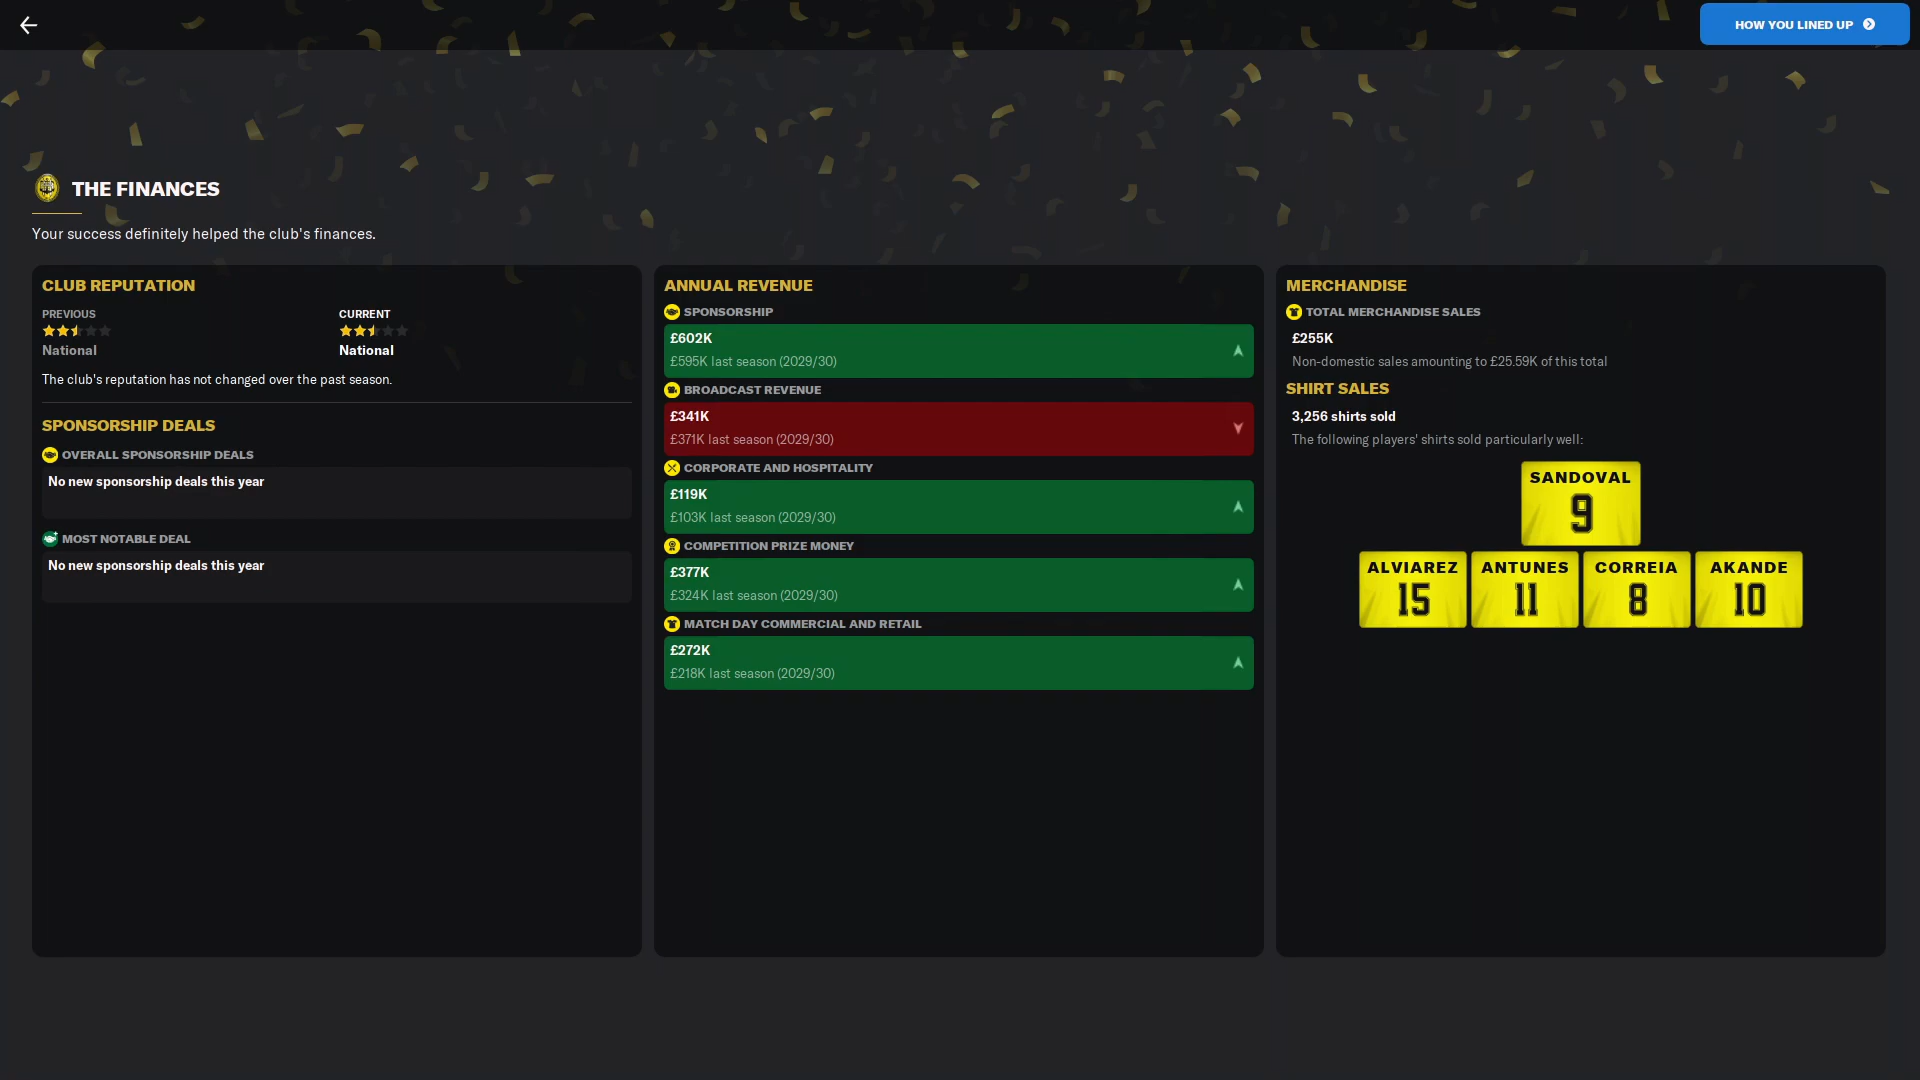 HOW YOU LINED UP
THE FINANCES
Your success definitely helped the club's finances.
CLUB REPUTATION
PREVIOUS
National
CURRENT
National
The club's reputation has not changed over the past season.
SPONSORSHIP DEALS
OVERALL SPONSORSHIP DEALS
No new sponsorship deals this year
MOST NOTABLE DEAL
No new sponsorship deals this year
ANNUAL REVENUE
SPONSORSHIP
£602K
£595K last season (2029/30)
BROADCAST REVENUE
£341K
£371K last season (2029/30)
CORPORATE AND HOSPITALITY
£119K
£103K last season (2029/30)
COMPETITION PRIZE MONEY
£377K
£324K last season (2029/30)
MATCH DAY COMMERCIAL AND RETAIL
£272K
£218K last season (2029/30)
MERCHANDISE
TOTAL MERCHANDISE SALES
£255K
Non-domestic sales amounting to £25.59K of this total
SHIRT SALES
3,256 shirts sold
The following players' shirts sold particularly well:
SANDOVAL
9
ALVIAREZ
15
ANTUNES
11
CORREIA
8
AKANDE
10